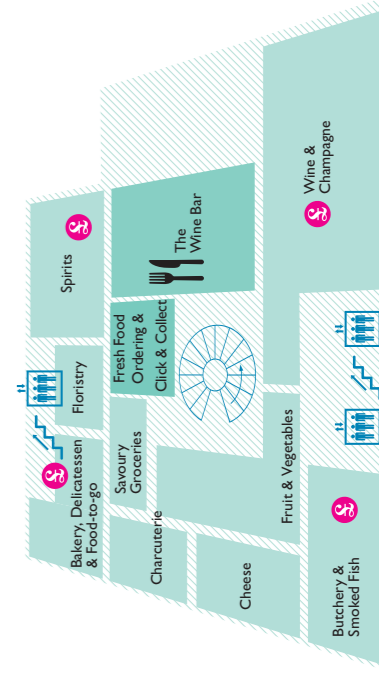 Spirits
£
Floristry
£
Bakery, Delicatessen
& Food-to-go
The
Wine Bar
Fresh Food
Ordering &
Click & Collect
Savoury
Groceries
Charcuterie
Cheese
Fruit & Vegetables
£
Wine &
Champagne
£
Butchery &
Smoked Fish